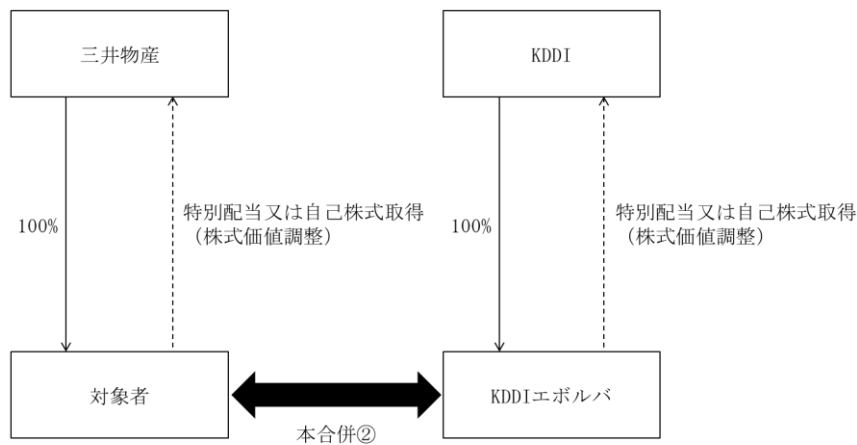 三井物産
KDDI
100%
特別配当又は自己株式取得
（株式価値調整）
100%
特別配当又は自己株式取得
（株式価値調整）
対象者
KDDIエボルバ
本合併②